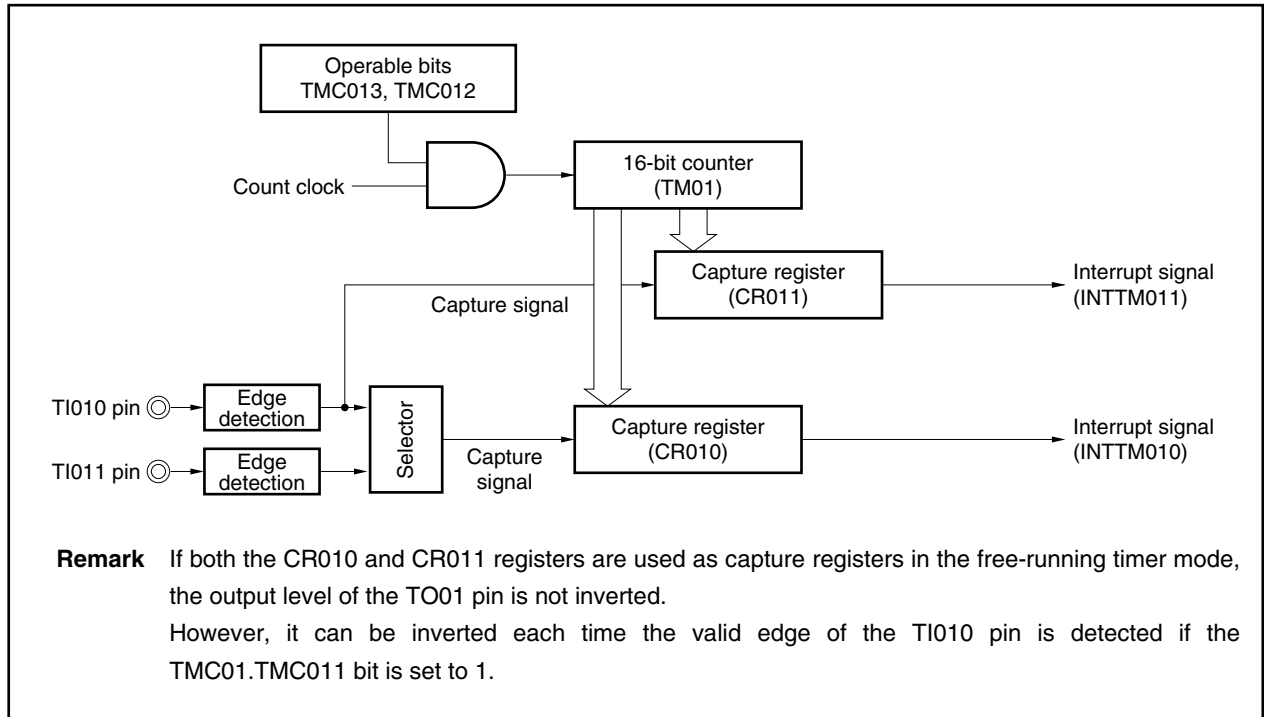 Operable bits
TMC013, TMC012
Count clock
16-bit counter
(TM01)
Capture register
(CR011)
Interrupt signal
(INTTM011)
Capture signal
TI010 pin
Edge
detection
Selector
Capture
signal
Capture register
(CR010)
Interrupt signal
(INTTM010)
TI011 pin
Edge
detection
Remark If both the CR010 and CR011 registers are used as capture registers in the free-running timer mode,
the output level of the TO01 pin is not inverted.
However, it can be inverted each time the valid edge of the TI010 pin is detected if the
TMC01.TMC011 bit is set to 1.